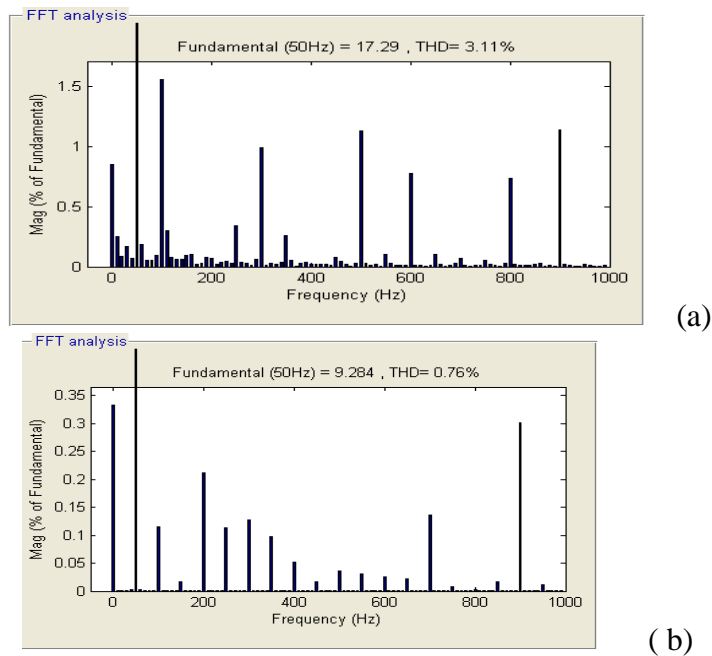 FFT analysis
Fundamental (50Hz) = 17.29 , THD= 3.11%
1.5
1
0.5
0
Mag (% of Fundamental)
0 200 400 600 800 1000
Frequency (Hz)
(a)
FFT analysis
Fundamental (50Hz) = 9.284 , THD= 0.76%
0.35
0.3
0.25
0.2
0.15
0.1
0.05
0
Mag (% of Fundamental)
0 200 400 600 800 1000
Frequency (Hz)
( b)